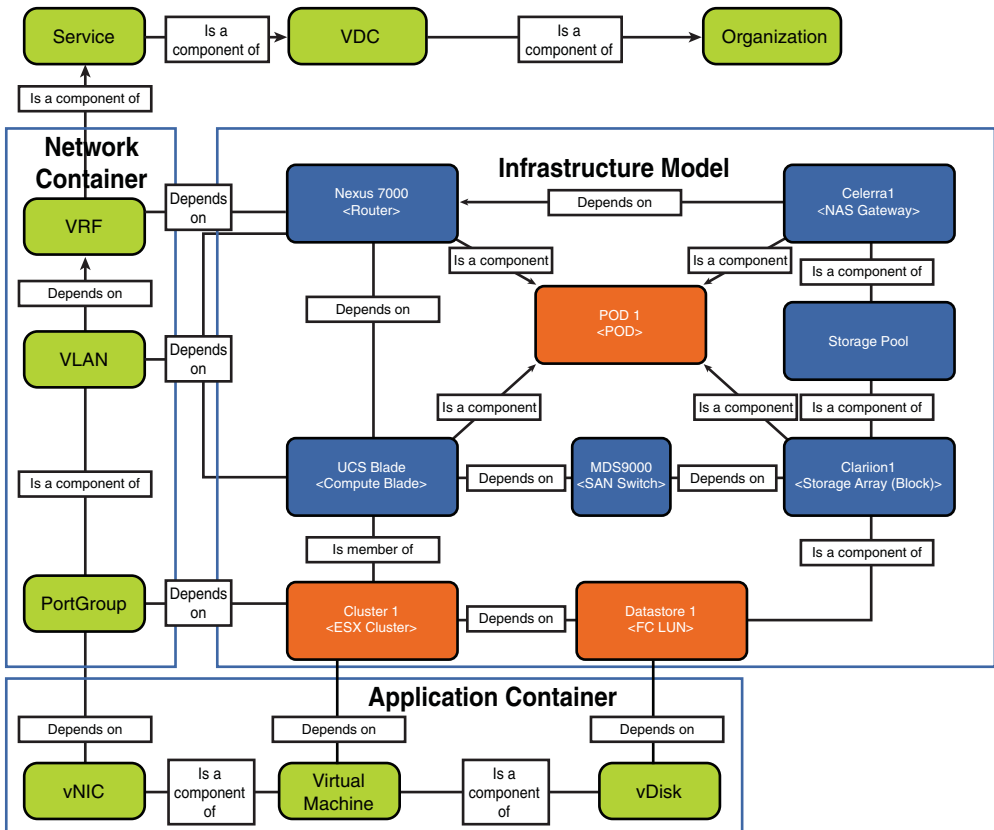 Service
Is a
component of
VDC
Is a
component of
Organization
Is a component of
Network
Container
Infrastructure Model
VRF
Depends
on
Nexus 7000
<Router>
Depends on
Celerra1
<NAS Gateway>
Is a component
Is a component
Is a component of
Depends on
Depends on
POD 1
<POD>
Storage Pool
VLAN
Depends
on
Is a component
Is a component
Is a component of
Is a component of
UCS Blade
<Compute Blade>
Depends on
MDS9000
<SAN Switch>
Depends on
Clariion1
<Storage Array (Block)>
Is member of
Is a component of
PortGroup
Depends
on
Cluster 1
<ESX Cluster>
Depends on
Datastore 1
<FC LUN>
Application Container
Depends on
Depends on
Depends on
vNIC
Is a
component
of
Virtual
Machine
Is a
component
of
vDisk